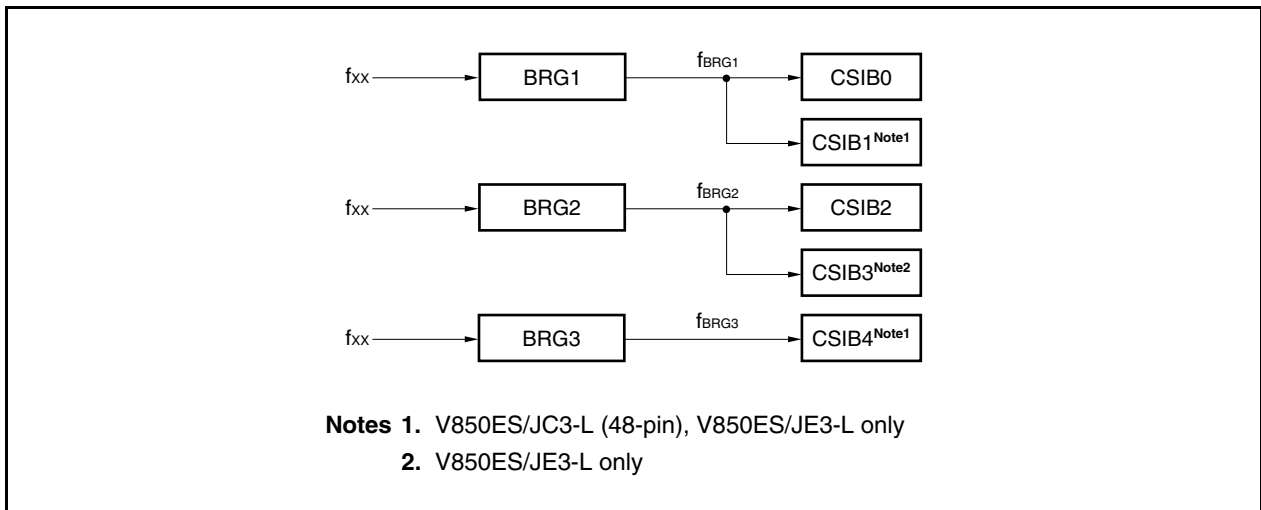 fxx BRG1 fBRG1 CSIB0
CSIB1Note1
fxx BRG2 fBRG2 CSIB2
CSIB3Note2
fxx BRG3 fBRG3 CSIB4Note1
Notes 1. V850ES/JC3-L (48-pin), V850ES/JE3-L only
2. V850ES/JE3-L only